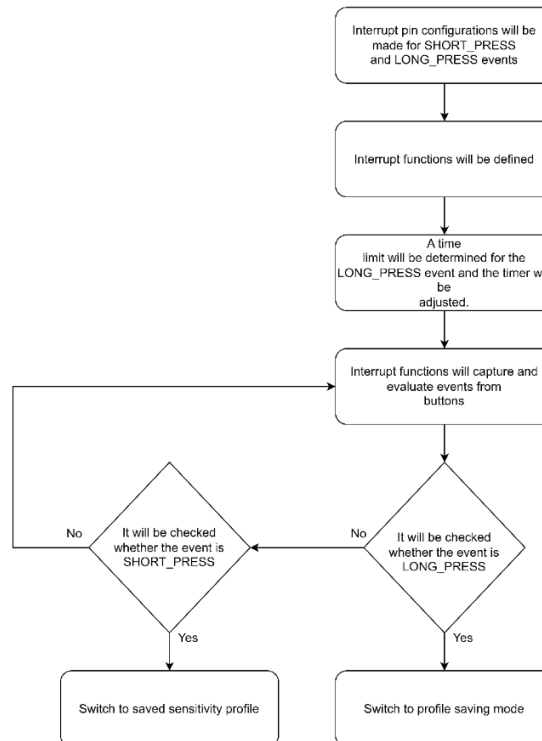 Interrupt pin configurations will be
made for SHORT_PRESS
and LONG_PRESS events
Interrupt functions will be defined
A time
limit will be determined for the
LONG_PRESS event and the timer w
be
adjusted.
Interrupt functions will capture and
evaluate events from
buttons
No
It will be checked
whether the event is
SHORT_PRESS
No
It will be checked
whether the event is
LONG_PRESS
Yes
Yes
Switch to saved sensitivity profile
Switch to profile saving mode